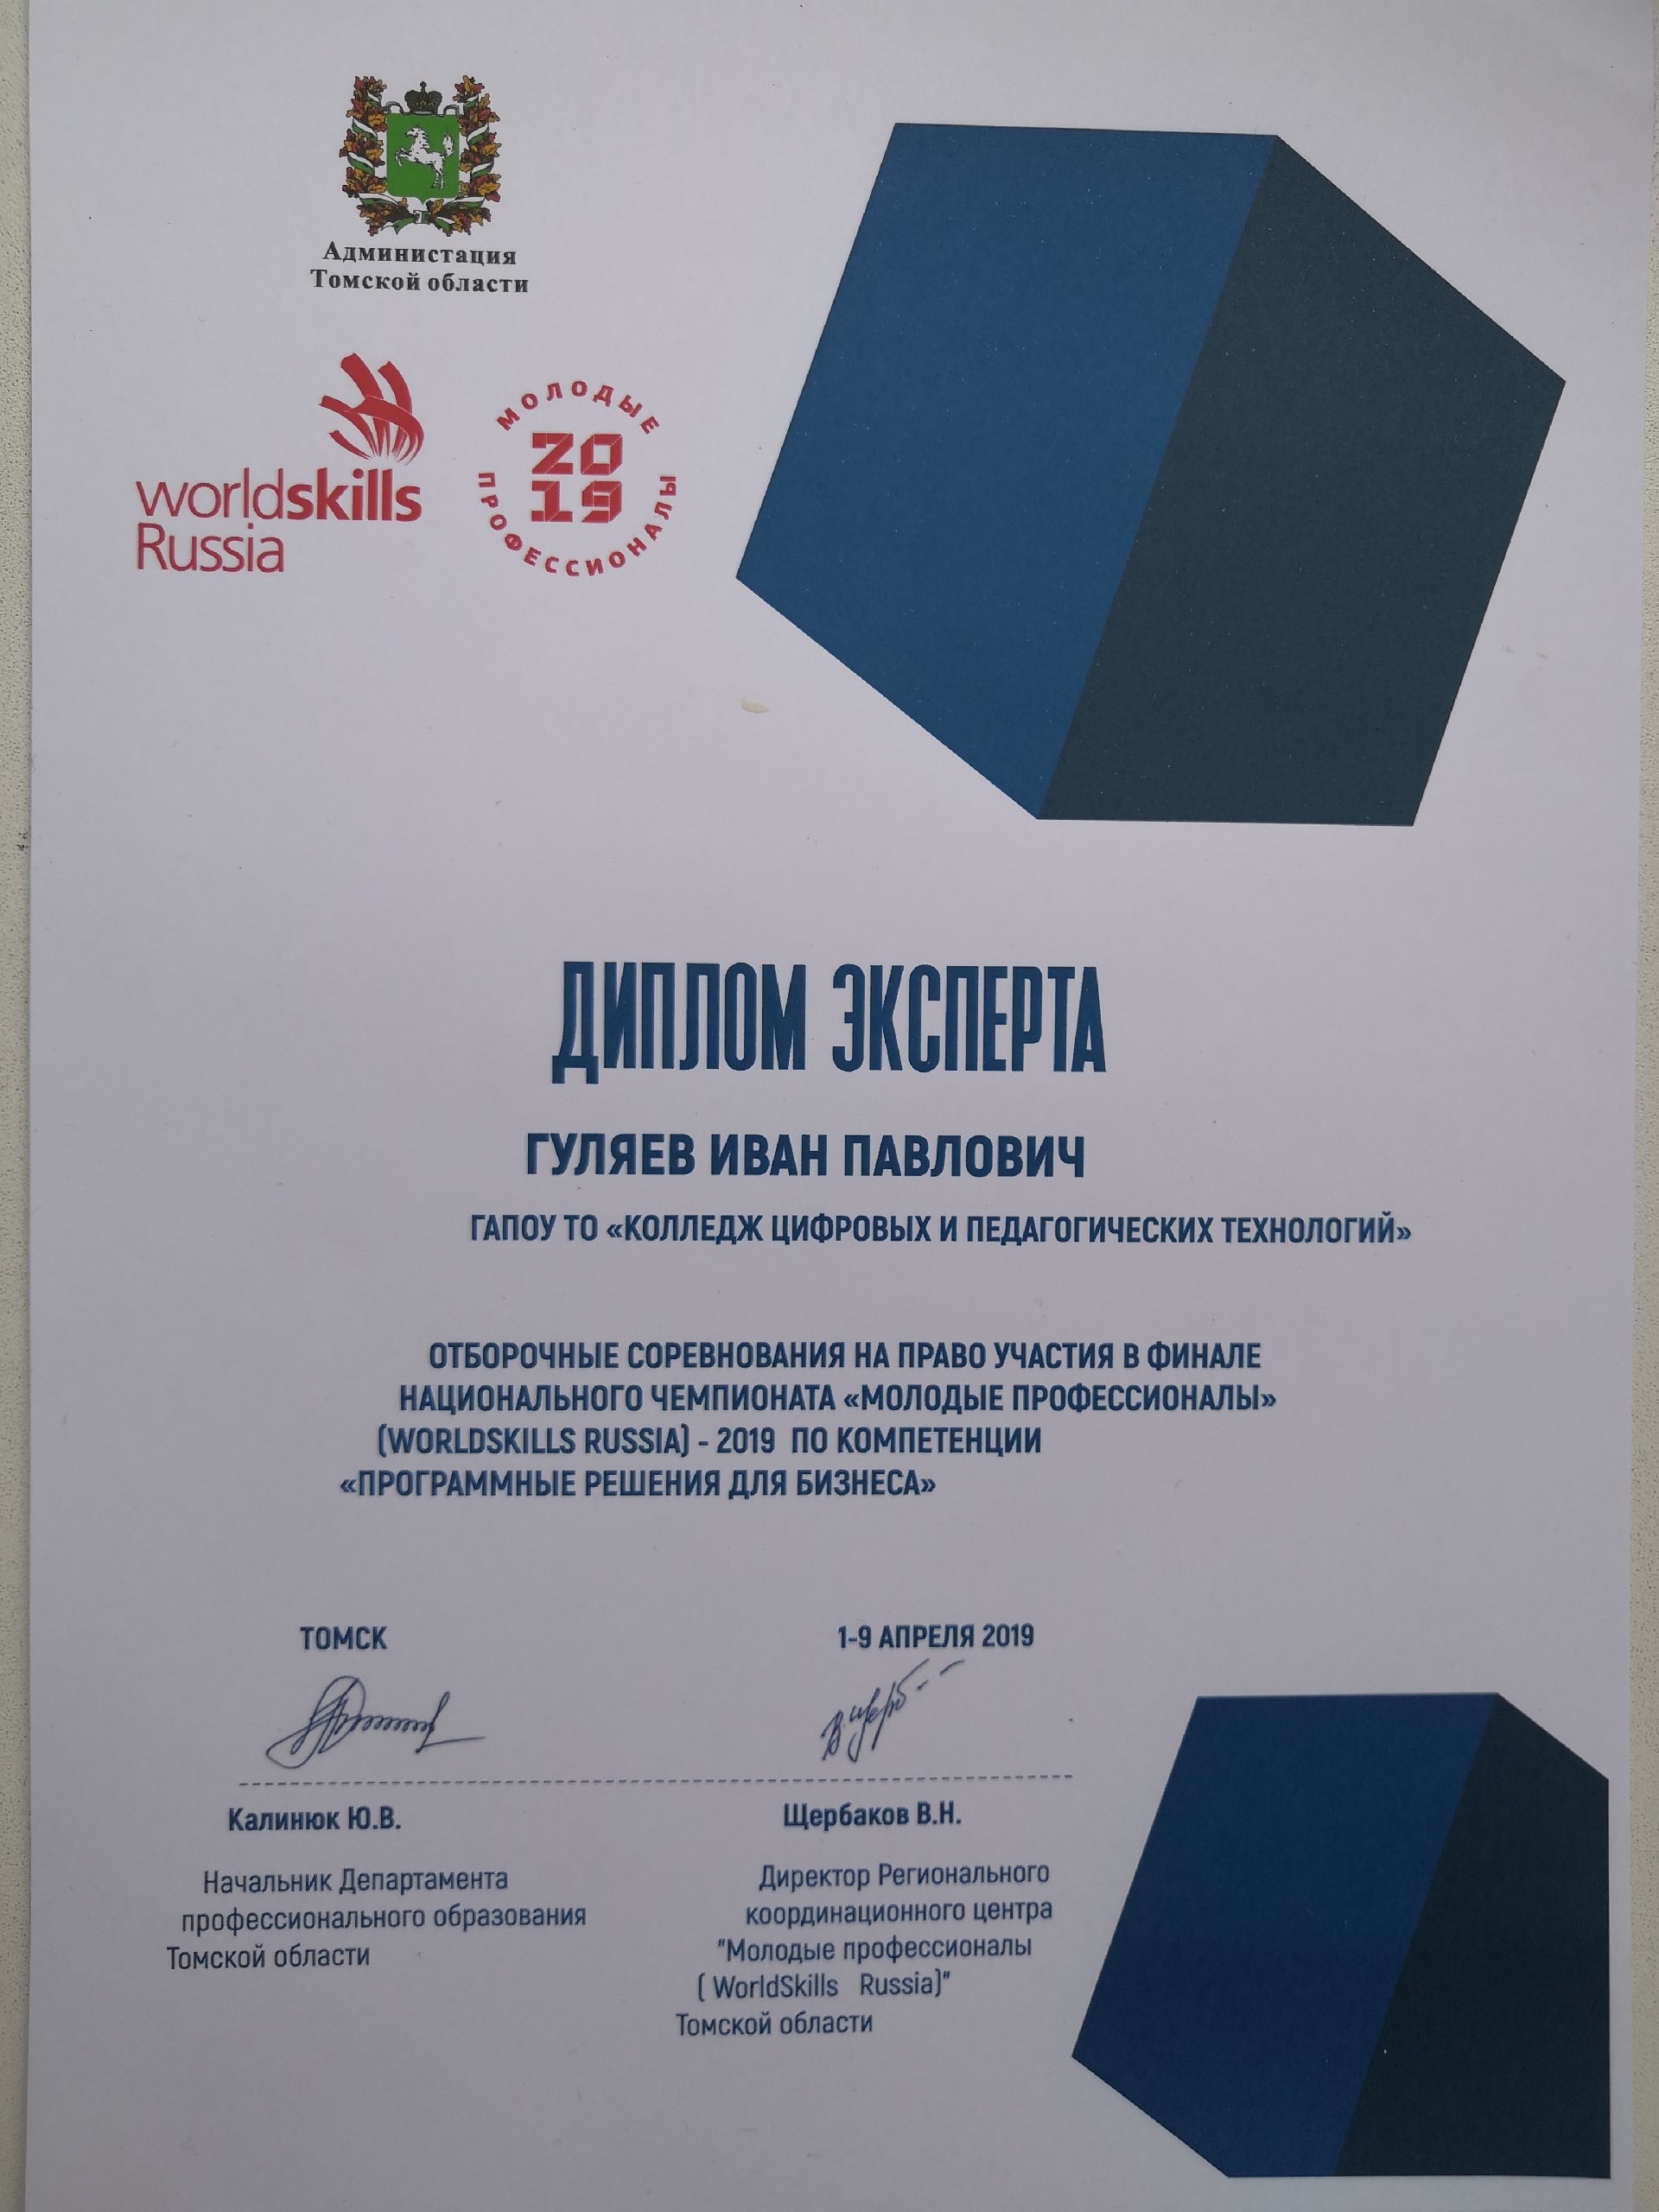 Администация
Томской области
worldskills
Russia
МОЛОДЫЕ
20
19
ПРОФЕССИОНАЛЫ
ДИПЛОМ ЭКСПЕРТА
ГУЛЯЕВ ИВАН ПАВЛОВИЧ
ГАПОУ ТО «КОЛЛЕДЖ ЦИФРОВЫХ И ПЕДАГОГИЧЕСКИХ ТЕХНОЛОГИЙ»
ОТБОРОЧНЫЕ СОРЕВНОВАНИЯ НА ПРАВО УЧАСТИЯ В ФИНАЛЕ
НАЦИОНАЛЬНОГО ЧЕМПИОНАТА «МОЛОДЫЕ ПРОФЕССИОНАЛЫ»
(WORLDSKILLS RUSSIA) - 2019 ПО КОМПЕТЕНЦИИ
«ПРОГРАММНЫЕ РЕШЕНИЯ ДЛЯ БИЗНЕСА»
ТОМСК
1-9 АПРЕЛЯ 2019
Калинюк Ю.В.
Начальник Департамента
профессионального образования
Томской области
Щербаков В.Н.
Директор Регионального
координационного центра
"Молодые профессионалы
( WorldSkills Russia)"
Томской области